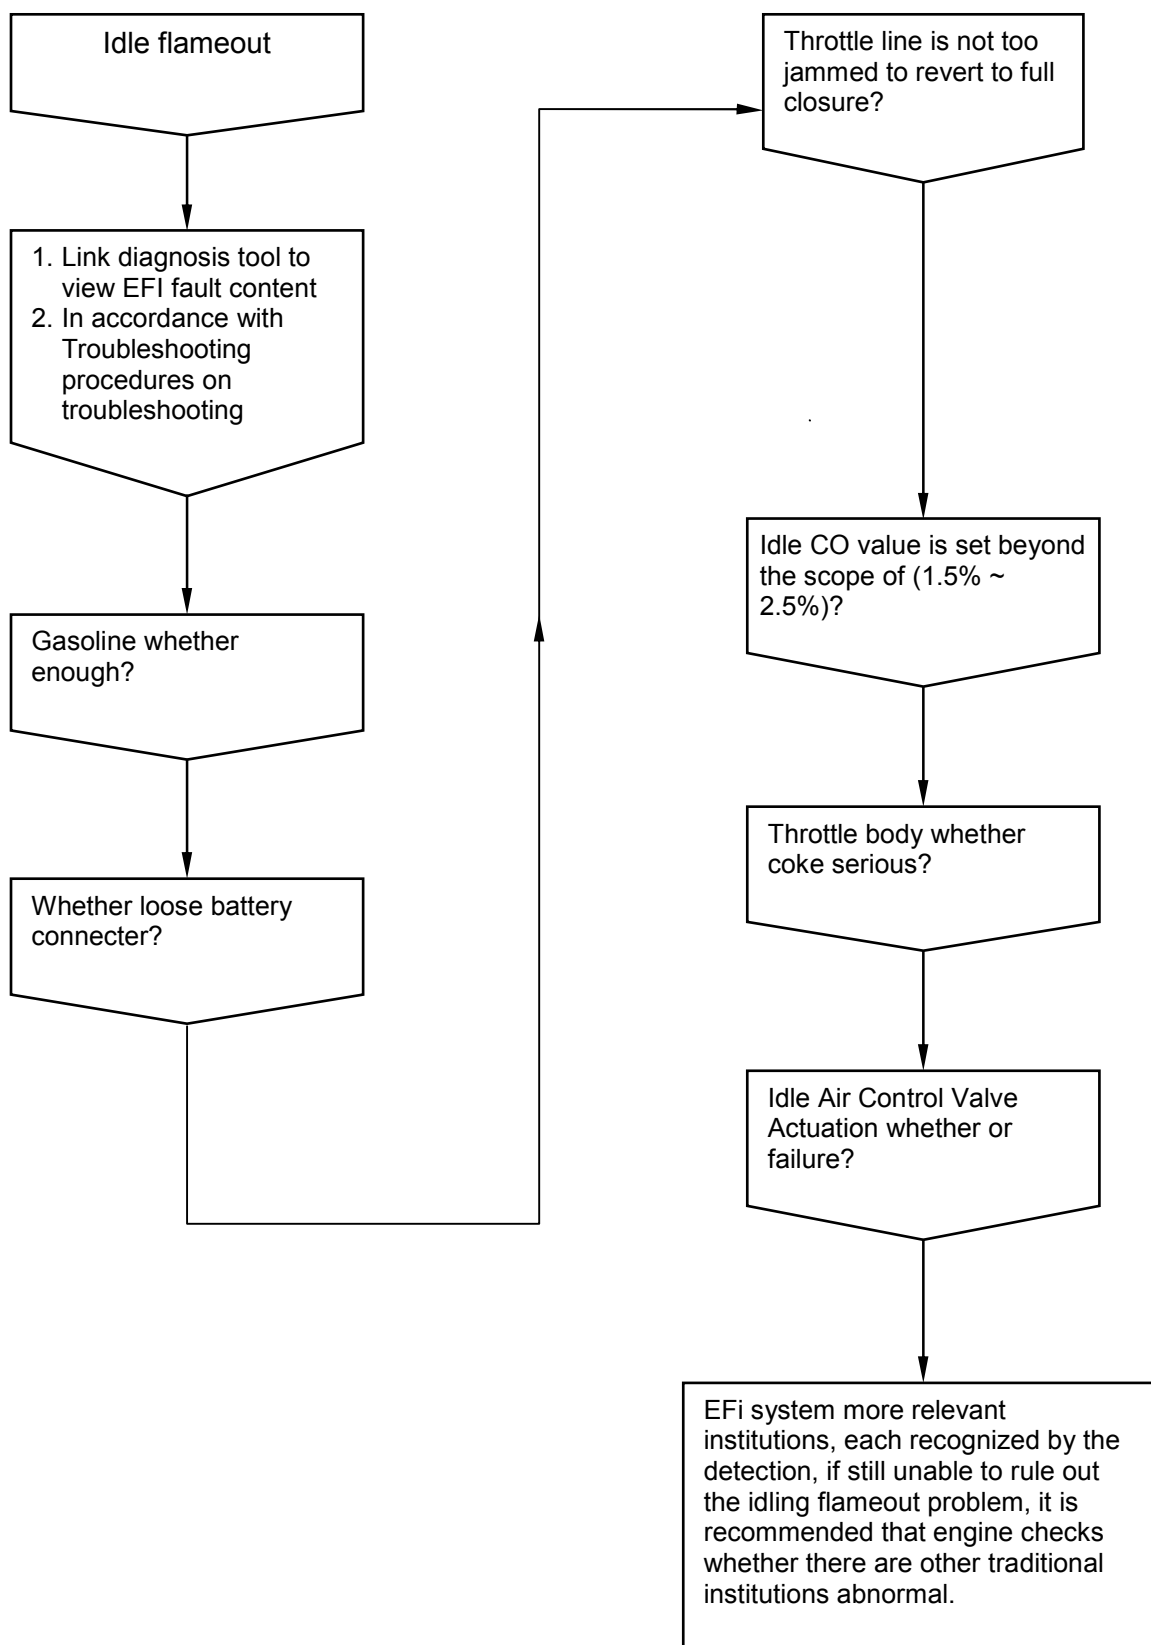 Idle flameout
1. Link diagnosis tool to
view EFI fault content
2. In accordance with
Troubleshooting
procedures on
troubleshooting
Gasoline whether
enough?
Whether loose battery
connecter?
Throttle line is not too
jammed to revert to full
closure?
Idle CO value is set beyond
the scope of (1.5% ~
2.5%)?
Throttle body whether
coke serious?
Idle Air Control Valve
Actuation whether or
failure?
EFi system more relevant
institutions, each recognized by the
detection, if still unable to rule out
the idling flameout problem, it is
recommended that engine checks
whether there are other traditional
institutions abnormal.